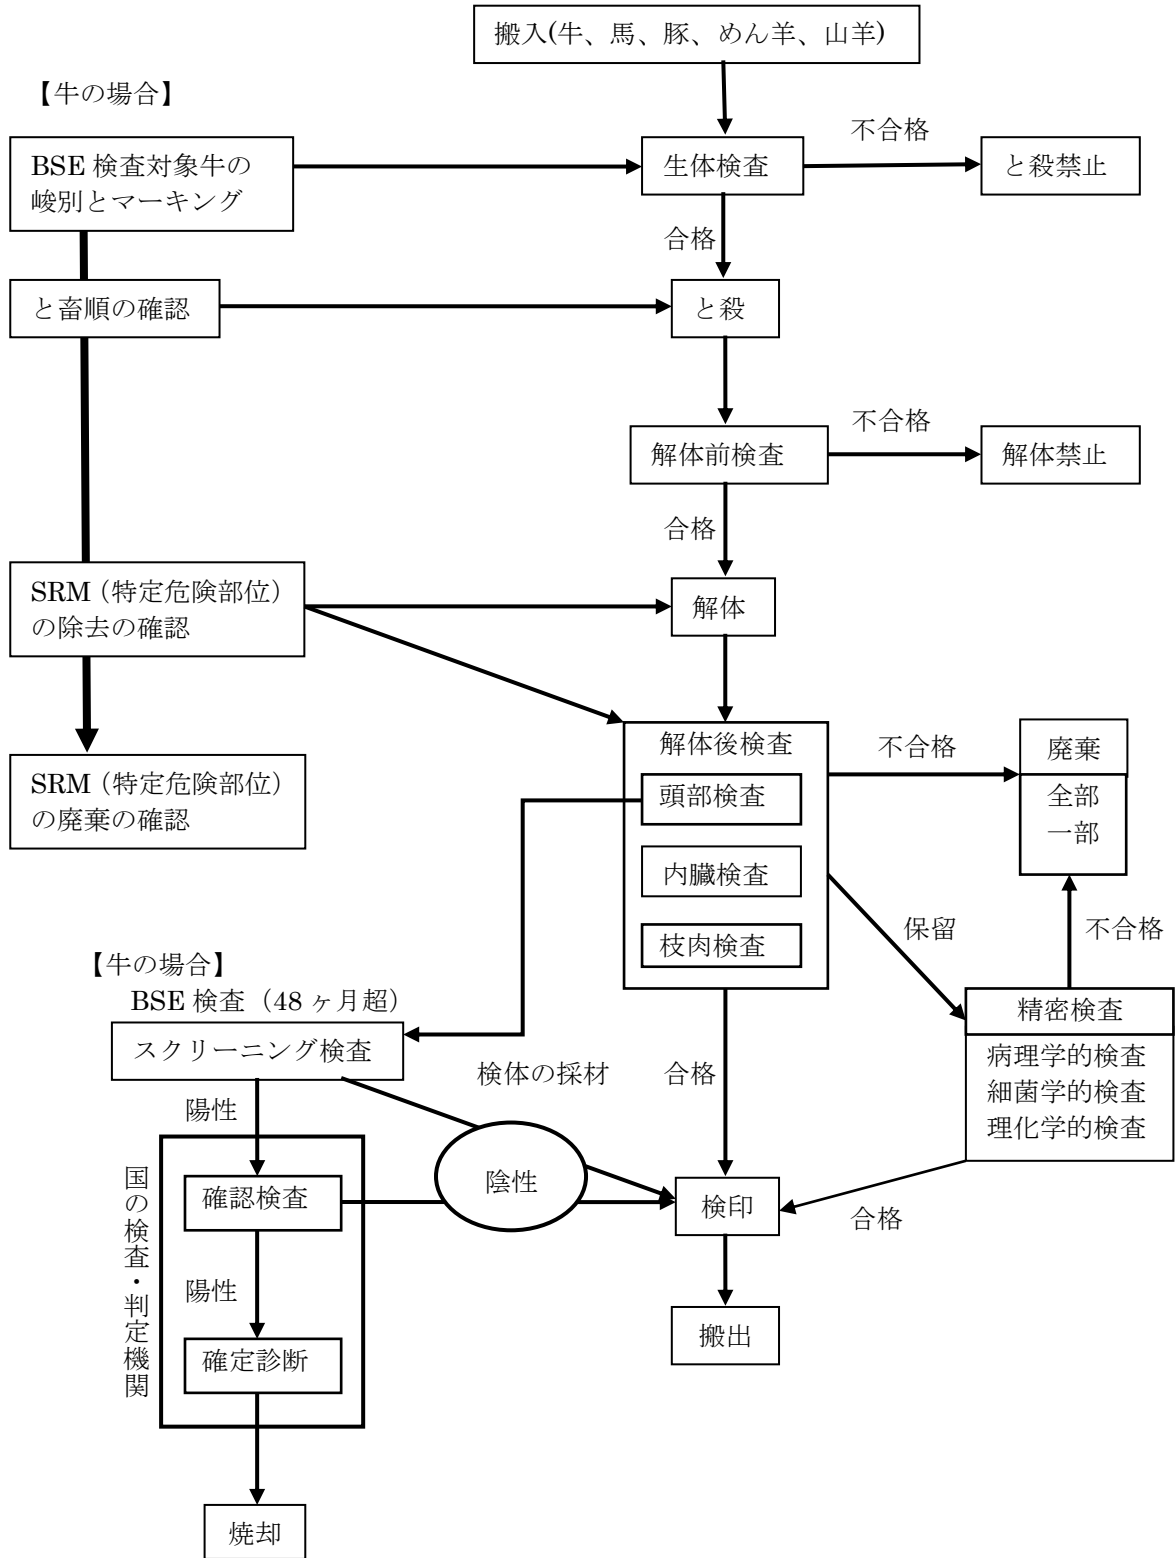 搬入(牛、馬、豚、めん羊、山羊)
【牛の場合】
BSE 検査対象牛の
峻別とマーキング
生体検査
不合格
と殺禁止
合格
と畜順の確認
と殺
解体前検査
不合格
解体禁止
合格
SRM（特定危険部位）
の除去の確認
解体
解体後検査
不合格
廃棄
全部
一部
頭部検査
内臓検査
枝肉検査
SRM（特定危険部位）
の廃棄の確認
保留
不合格
精密検査
病理学的検査
細菌学的検査
理化学的検査
【牛の場合】
BSE 検査（48 ヶ月超）
スクリーニング検査
検体の採材
合格
陽性
国の検査・判定機関
確認検査
陰性
検印
合格
陽性
確定診断
搬出
焼却